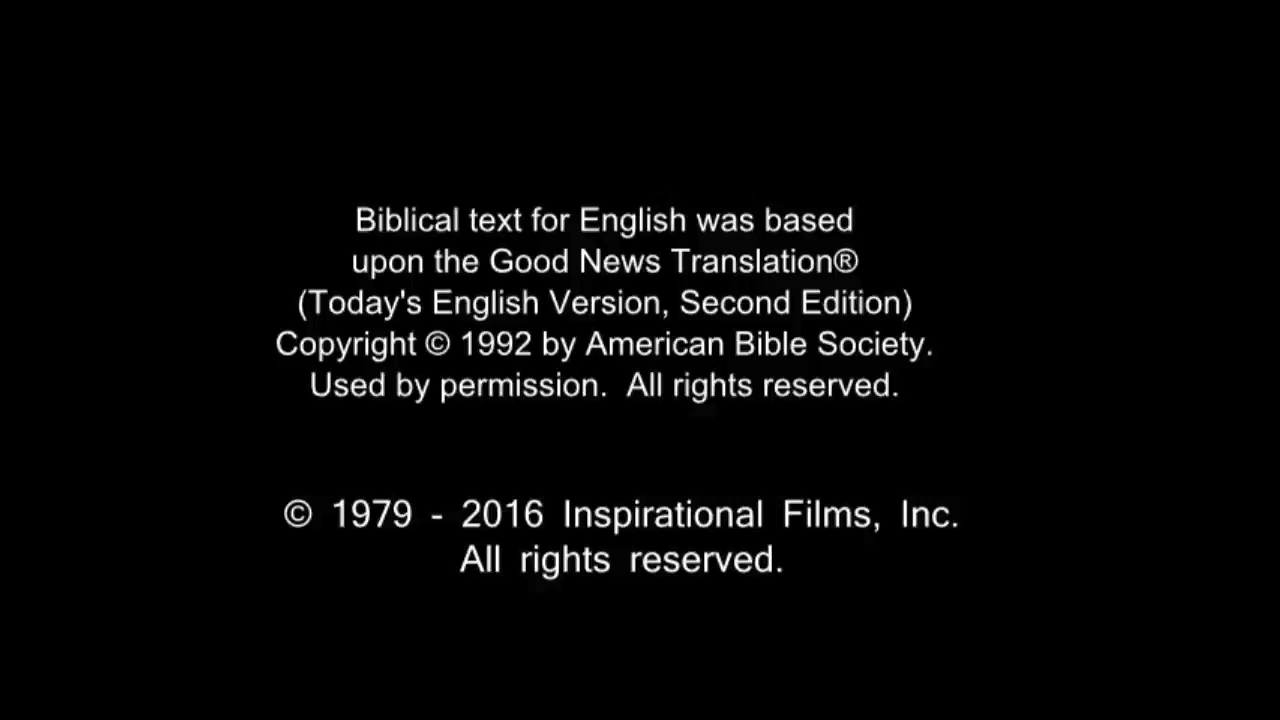 Biblical text for English was based
upon the Good News Translation®
(Today's English Version, Second Edition)
Copyright © 1992 by American Bible Society.
Used by permission.  All rights reserved.
© 1979 - 2016 Inspirational Films, Inc.
All rights reserved.